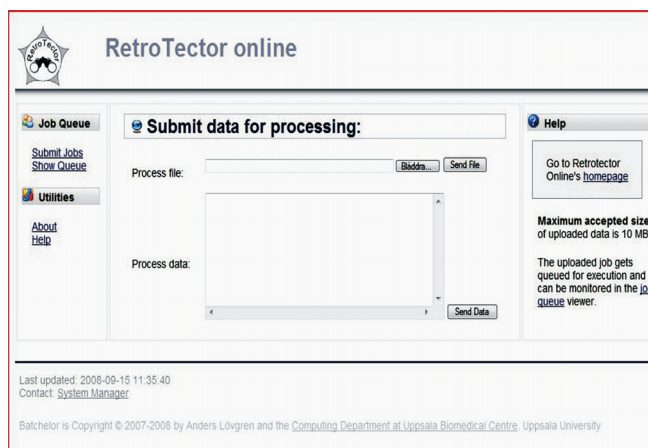 RetroTector
RetroTector online
Job Queue
Submit Jobs
Show Queue
Utilities
About
Help
Submit data for processing:
Process file:
Bläddra...
Send File
Process data:
Send Data
Help
Go to Retrotector
Online's homepage
Maximum accepted size
of uploaded data is 10 MB
The uploaded job gets
queued for execution and
can be monitored in the jo
queue viewer.
Last updated: 2008-09-15 11:35:40
Contact: System Manager
Batchelor is Copyright © 2007-2008 by Anders Lövgren and the Computing Department at Uppsala Biomedical Centre, Uppsala University